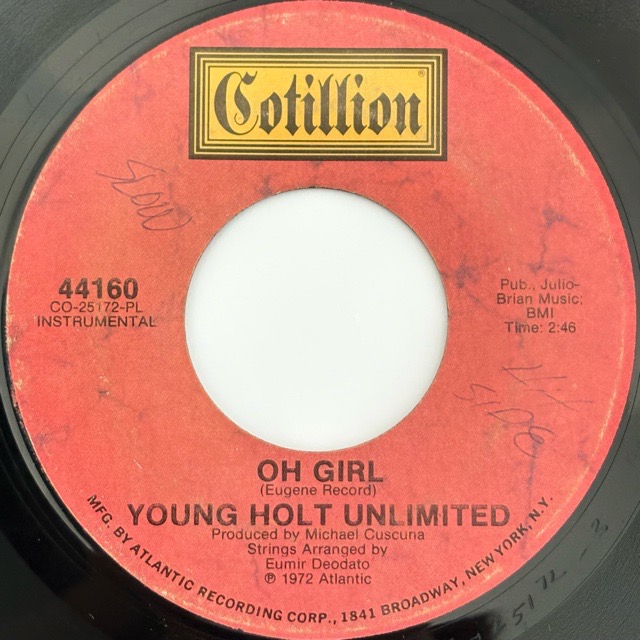 Cotillion®
slow
44160
CO-25172-PL
INSTRUMENTAL
Pub., Julio-
Brian Music;
BMI
Time: 2:46
OH GIRL
(Eugene Record)
YOUNG HOLT UNLIMITED
Produced by Michael Cuscuna
Strings Arranged by
Eumir Deodato
℗ 1972 Atlantic
MFG. BY ATLANTIC RECORDING CORP., 1841 BROADWAY, NEW YORK, N.Y.